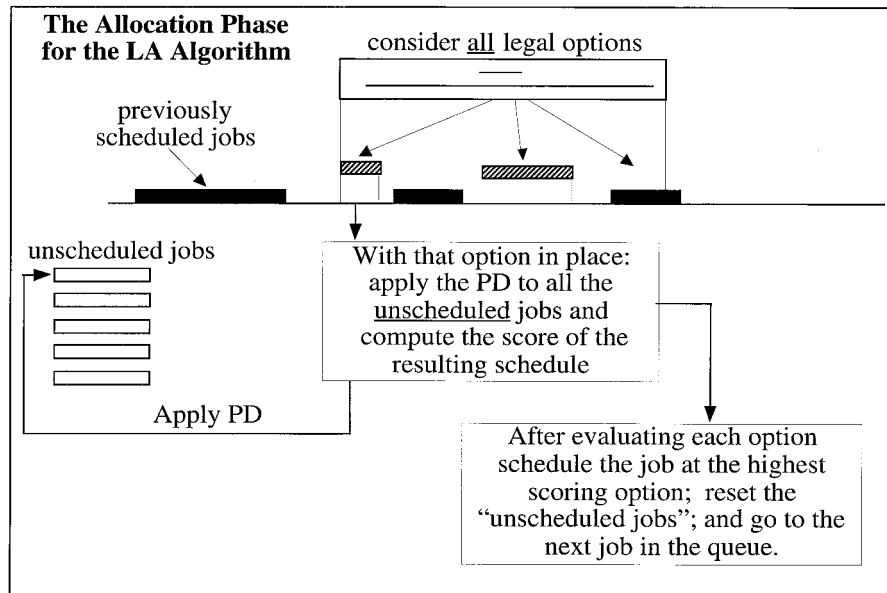 The Allocation Phase
for the LA Algorithm
consider all legal options
previously
scheduled jobs
unscheduled jobs
With that option in place:
apply the PD to all the
unscheduled jobs and
compute the score of the
resulting schedule
Apply PD
After evaluating each option
schedule the job at the highest
scoring option; reset the
“unscheduled jobs”; and go to the
next job in the queue.